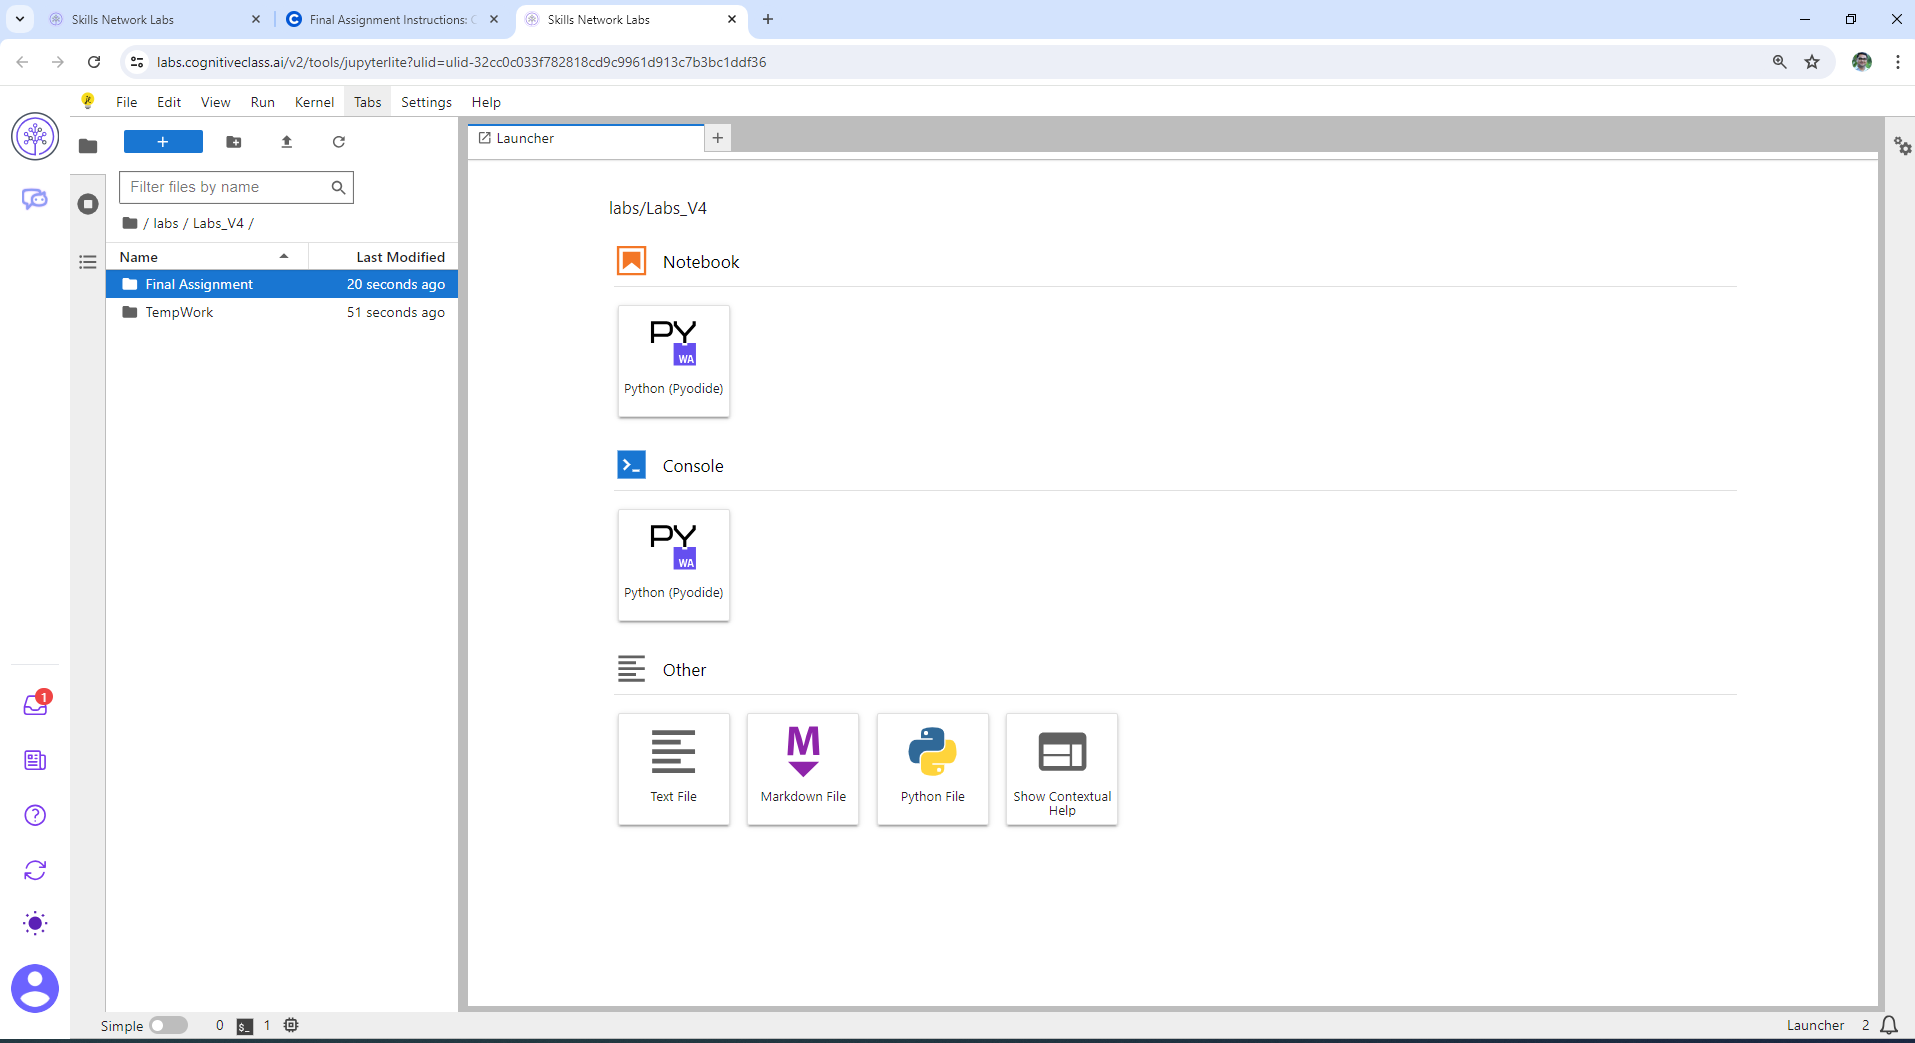 Skills Network Labs
Final Assignment Instructions: C
Skills Network Labs
labs.cognitiveclass.ai/v2/tools/jupyterlite?ulid=ulid-32cc0c033f782818cd9c9961d913c7b3bc1ddf36
File Edit View Run Kernel Tabs Settings Help
+
Launcher
Filter files by name
/ labs / Labs_V4 /
Name Last Modified
Final Assignment 20 seconds ago
TempWork 51 seconds ago
labs/Labs_V4
Notebook
PY
WA
Python (Pyodide)
Console
PY
WA
Python (Pyodide)
Other
Text File
M
Markdown File
Python File
Show Contextual
Help
1
Simple 0 $_ 1
Launcher 2